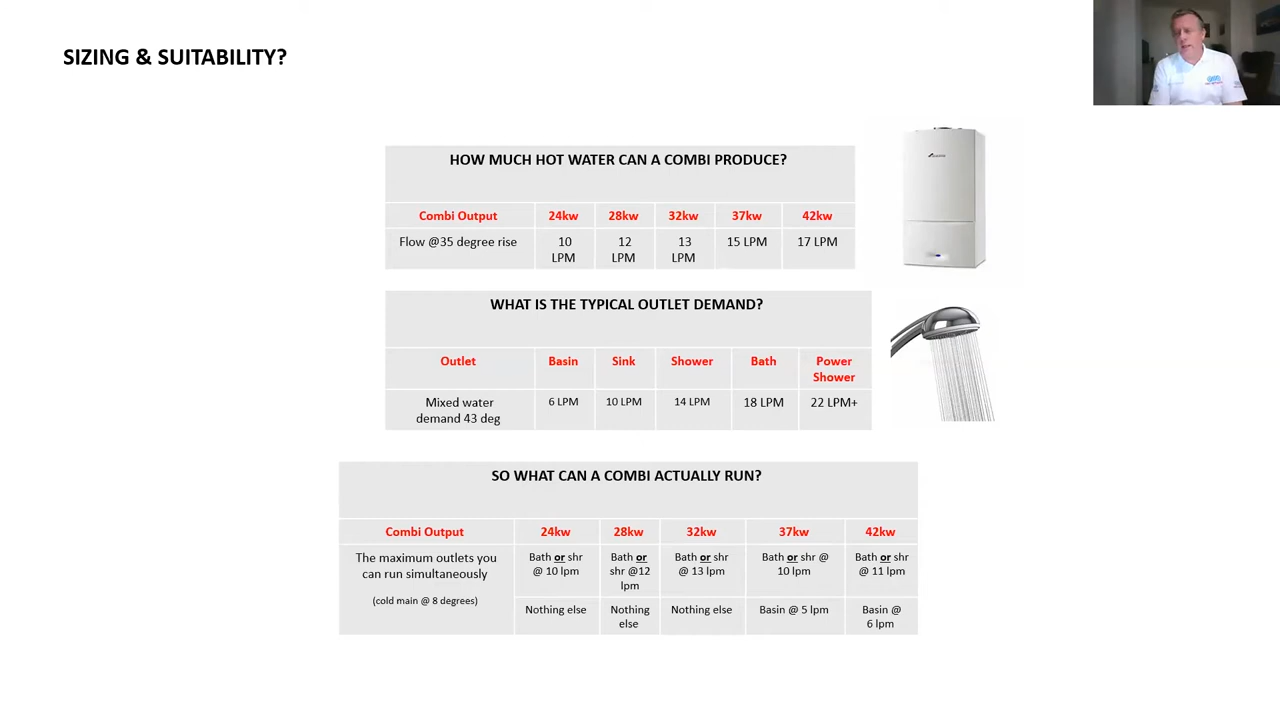 SIZING & SUITABILITY?
HOW MUCH HOT WATER CAN A COMBI PRODUCE?
Combi Output 24kw 28kw 32kw 37kw 42kw
Flow @35 degree rise 10 LPM 12 LPM 13 LPM 15 LPM 17 LPM
WHAT IS THE TYPICAL OUTLET DEMAND?
Outlet Basin Sink Shower Bath Power Shower
Mixed water demand 43 deg 6 LPM 10 LPM 14 LPM 18 LPM 22 LPM+
SO WHAT CAN A COMBI ACTUALLY RUN?
Combi Output 24kw 28kw 32kw 37kw 42kw
The maximum outlets you can run simultaneously
(cold main @ 8 degrees)
Bath or shr @ 10 lpm Bath or shr @12 lpm Bath or shr @ 13 lpm Bath or shr @ 10 lpm Bath or shr @ 11 lpm
Nothing else Nothing else Nothing else Basin @ 5 lpm Basin @ 6 lpm